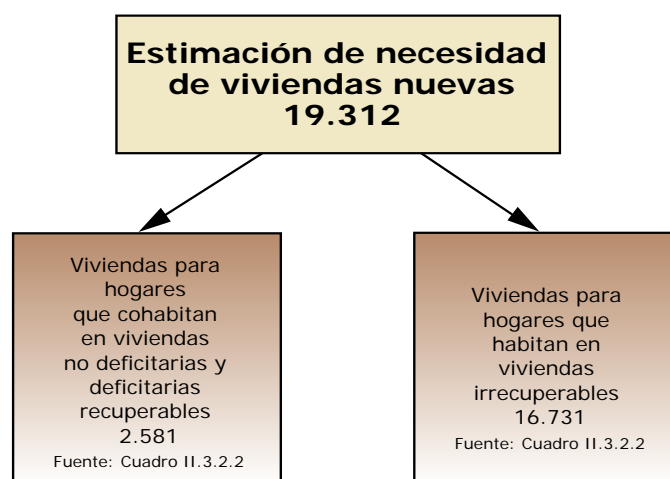 Estimación de necesidad
de viviendas nuevas
19.312
Viviendas para
hogares
que cohabitan
en viviendas
no deficitarias y
deficitarias
recuperables
2.581
Fuente: Cuadro II.3.2.2
Viviendas para
hogares que
habitan en
viviendas
irrecuperables
16.731
Fuente: Cuadro II.3.2.2